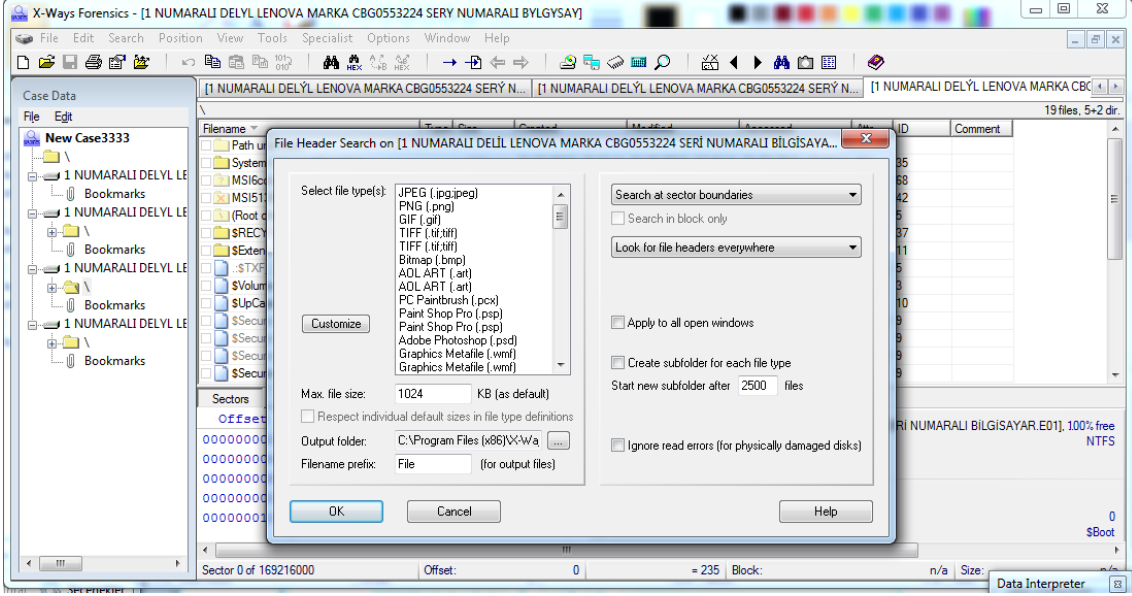 X-Ways Forensics - [1 NUMARALI DELYL LENOVA MARKA CBG0553224 SERY NUMARALI BYLGYSAY]
File Edit Search Position View Tools Specialist Options Window Help
Case Data
File Edit
New Case3333
\
1 NUMARALI DELYL LE
Bookmarks
1 NUMARALI DELYL LE
\
Bookmarks
1 NUMARALI DELYL LE
\
Bookmarks
1 NUMARALI DELYL LE
\
Bookmarks
[1 NUMARALI DELÝL LENOVA MARKA CBG0553224 SERÝ N... [1 NUMARALI DELÝL LENOVA MARKA CBG0553224 SERÝ N... [1 NUMARALI DELÝL LENOVA MARKA CBG
\ 19 files, 5+2 dir.
Filename ID Comment
Path ur
System 35
MSI6cc 68
MSI513 42
(Root d 5
$RECY 37
$Exten 11
.:$TXF 5
$Volum 3
$UpCa 10
$Secur 9
$Secur 9
$Secur 9
$Secur 9
File Header Search on [1 NUMARALI DELİL LENOVA MARKA CBG0553224 SERİ NUMARALI BİLGİSAYA...
Select file type(s):
JPEG (.jpg;jpeg)
PNG (.png)
GIF (.gif)
TIFF (.tif;tiff)
TIFF (.tif;tiff)
Bitmap (.bmp)
AOL ART (.art)
AOL ART (.art)
PC Paintbrush (.pcx)
Paint Shop Pro (.psp)
Paint Shop Pro (.psp)
Adobe Photoshop (.psd)
Graphics Metafile (.wmf)
Graphics Metafile (.wmf)
Customize
Max. file size: 1024 KB (as default)
Respect individual default sizes in file type definitions
Output folder: C:\Program Files (x86)\X-Wa ...
Filename prefix: File (for output files)
Search at sector boundaries
Search in block only
Look for file headers everywhere
Apply to all open windows
Create subfolder for each file type
Start new subfolder after 2500 files
Ignore read errors (for physically damaged disks)
OK Cancel Help
Sectors
Offset
00000000
00000000
00000000
00000000
00000001
Rİ NUMARALI BİLGİSAYAR.E01], 100% free
NTFS
0
$Boot
Sector 0 of 169216000 Offset: 0 = 235 Block: n/a Size:
Data Interpreter